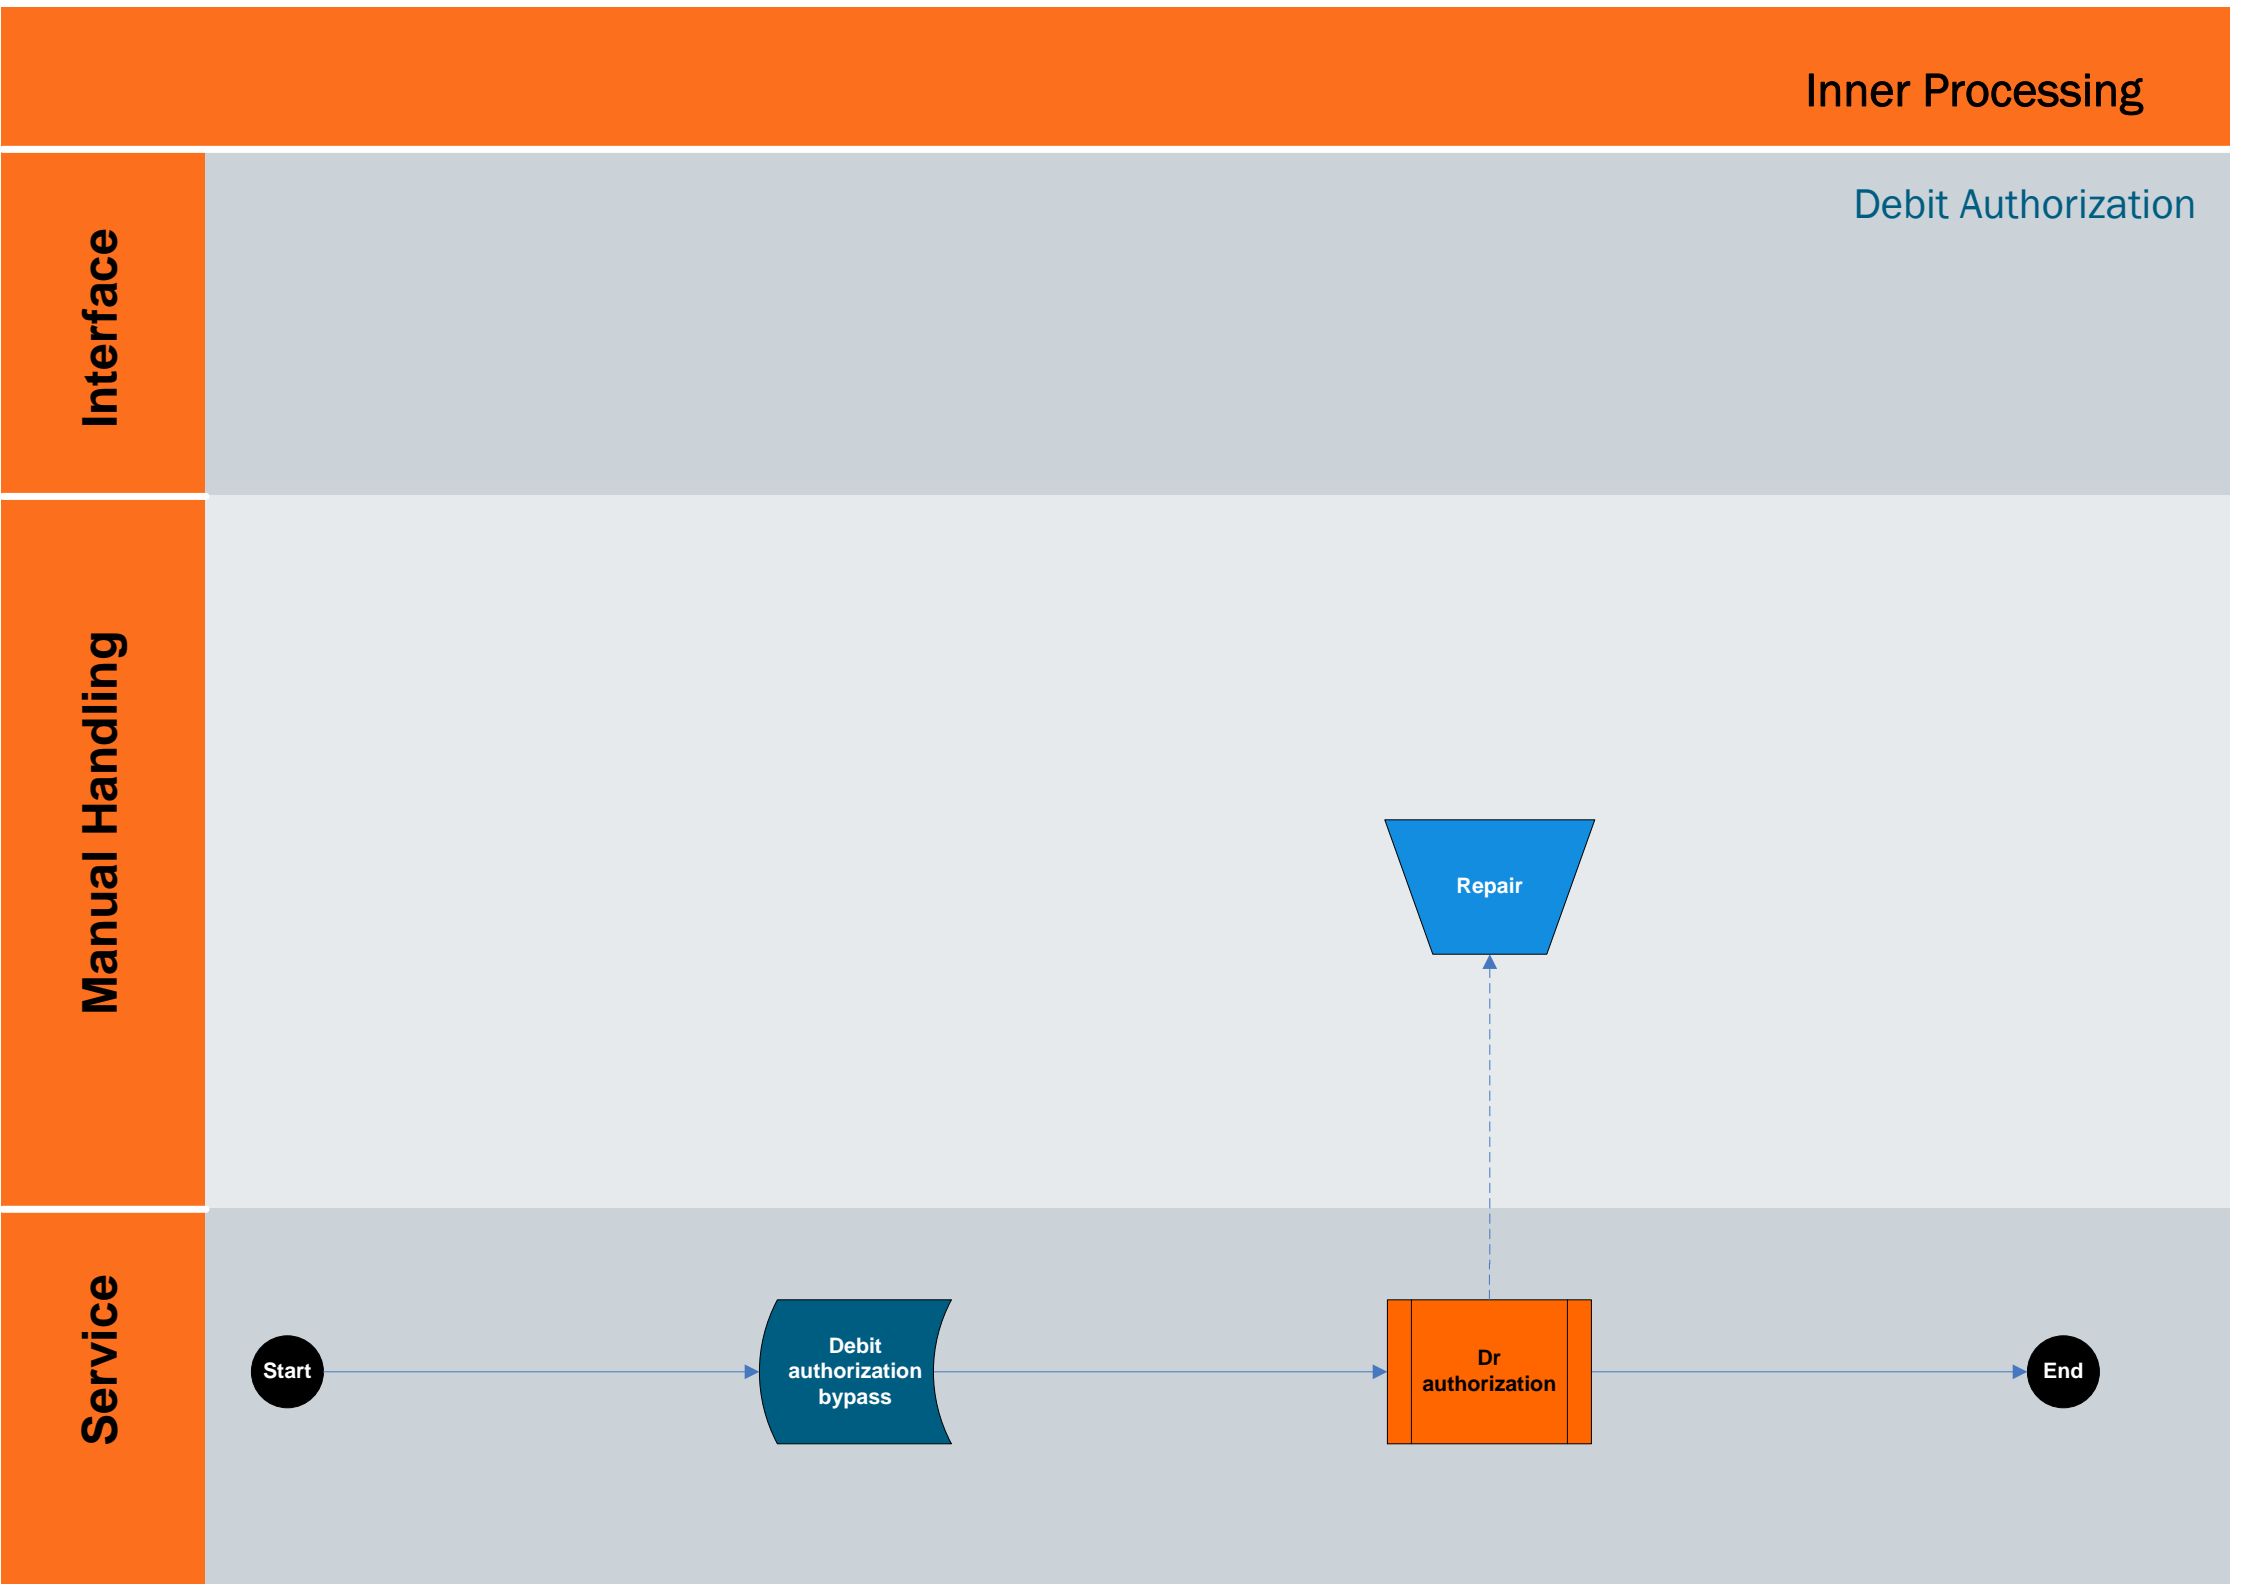 Inner Processing
Debit Authorization
Interface
Manual Handling
Repair
Service
Start
Debit
authorization
bypass
Dr
authorization
End